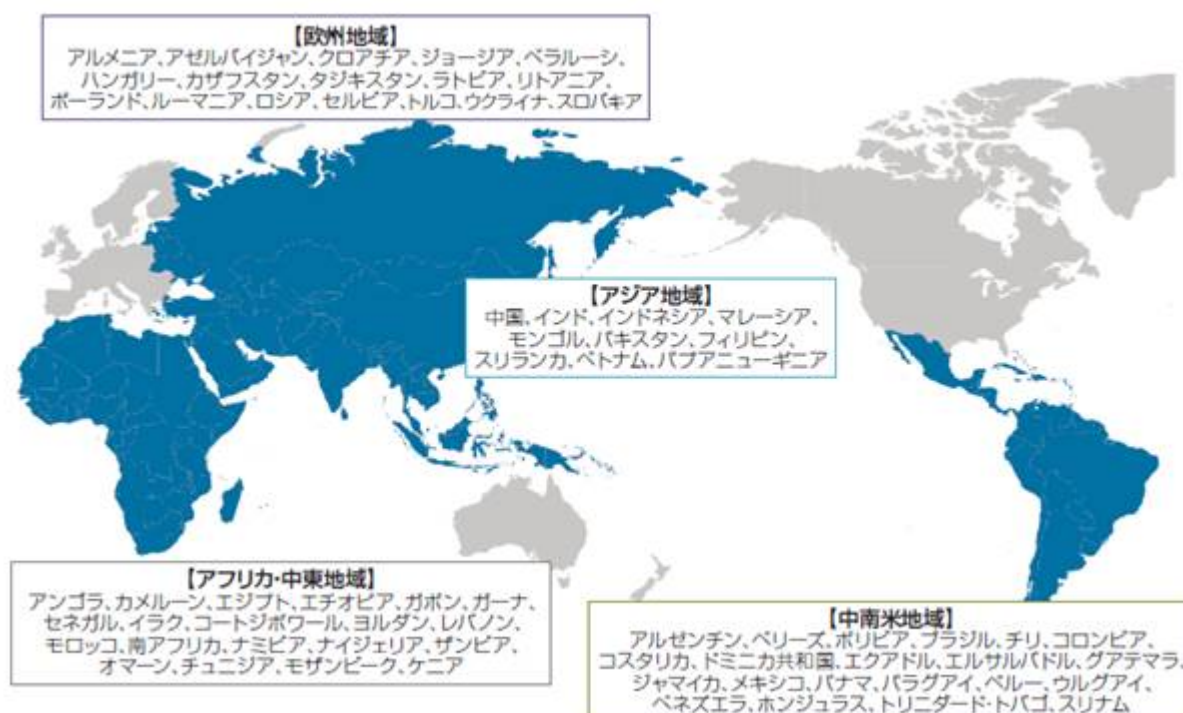 【欧州地域】
アルメニア、アゼルバイジャン、クロアチア、ジョージア、ベラルーシ、
ハンガリー、カザフスタン、タジキスタン、ラトビア、リトアニア、
ポーランド、ルーマニア、ロシア、セルビア、トルコ、ウクライナ、スロバキア
【アジア地域】
中国、インド、インドネシア、マレーシア、
モンゴル、パキスタン、フィリピン、
スリランカ、ベトナム、パプアニューギニア
【アフリカ・中東地域】
アンゴラ、カメルーン、エジプト、エチオピア、ガボン、ガーナ、
セネガル、イラク、コートジボワール、ヨルダン、レバノン、
モロッコ、南アフリカ、ナミビア、ナイジェリア、ザンビア、
オマーン、チュニジア、モザンビーク、ケニア
【中南米地域】
アルゼンチン、ベリーズ、ボリビア、ブラジル、チリ、コロンビア、
コスタリカ、ドミニカ共和国、エクアドル、エルサルバドル、グアテマラ、
ジャマイカ、メキシコ、パナマ、パラグアイ、ペルー、ウルグアイ、
ベネズエラ、ホンジュラス、トリニダード・トバゴ、スリナム